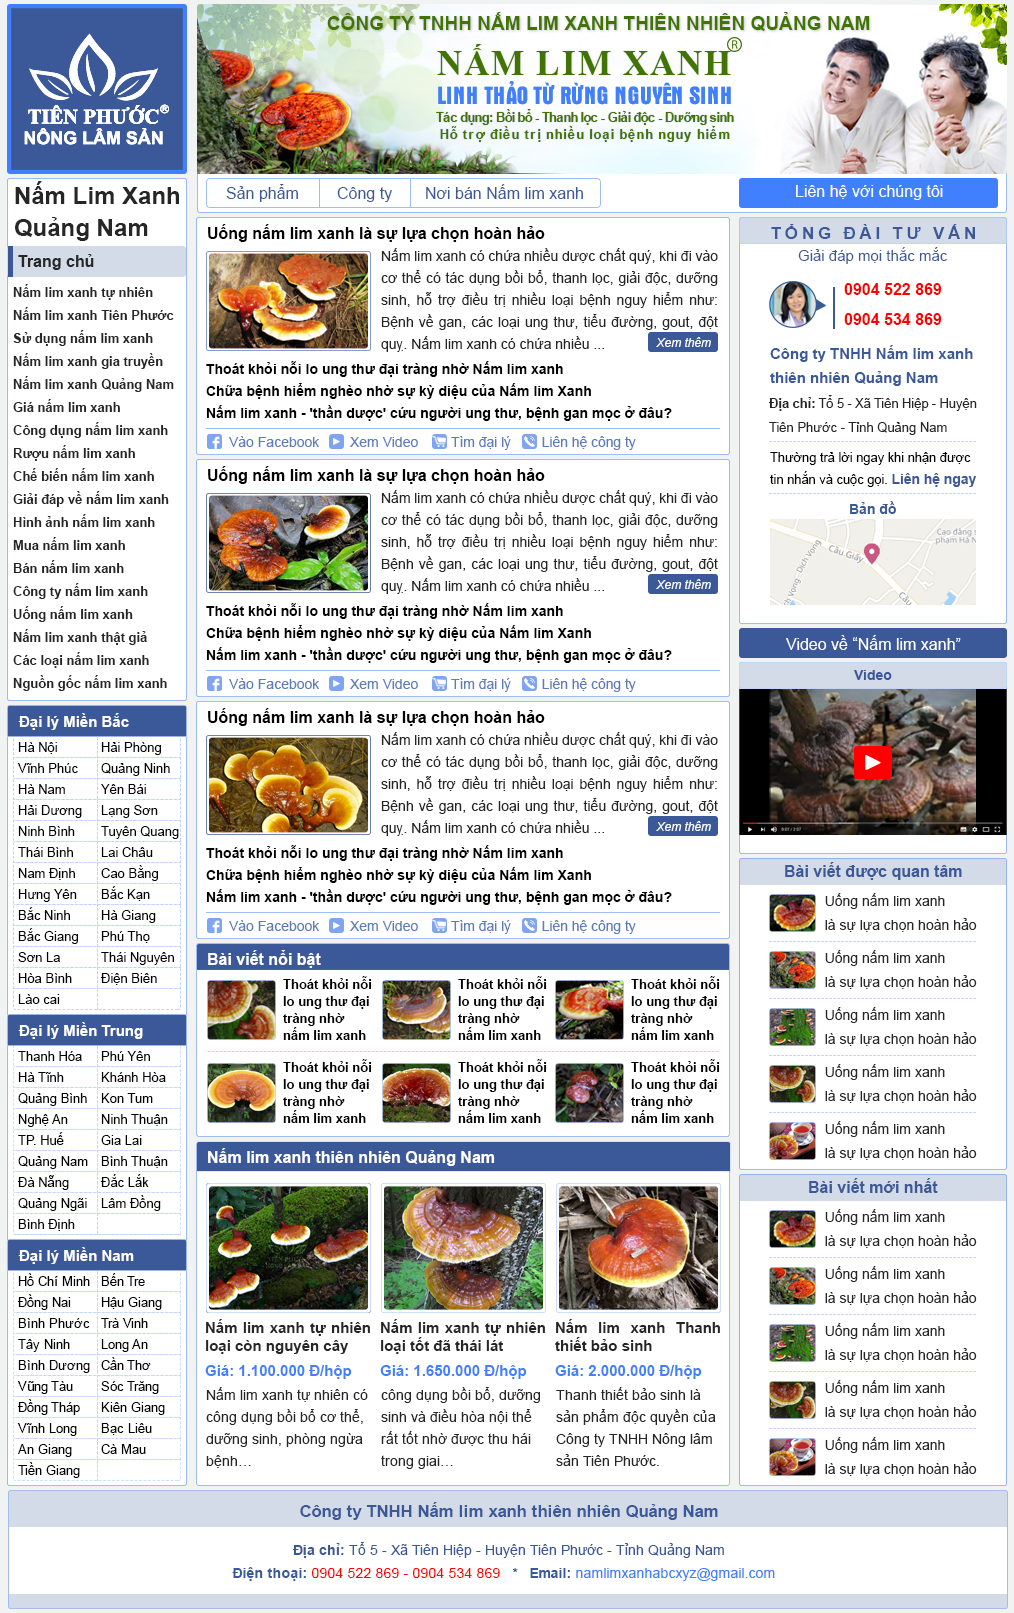 TIÊN PHƯỚC®
NÔNG LÂM SẢN
CÔNG TY TNHH NẤM LIM XANH THIÊN NHIÊN QUẢNG NAM
NẤM LIM XANH®
LINH THẢO TỪ RỪNG NGUYÊN SINH
Tác dụng: Bồi bổ - Thanh lọc - Giải độc - Dưỡng sinh
Hỗ trợ điều trị nhiều loại bệnh nguy hiểm
Sản phẩm
Công ty
Nơi bán Nấm lim xanh
Liên hệ với chúng tôi
Nấm Lim Xanh
Quảng Nam
Trang chủ
Nấm lim xanh tự nhiên
Nấm lim xanh Tiên Phước
Sử dụng nấm lim xanh
Nấm lim xanh gia truyền
Nấm lim xanh Quảng Nam
Giá nấm lim xanh
Công dụng nấm lim xanh
Rượu nấm lim xanh
Chế biến nấm lim xanh
Giải đáp về nấm lim xanh
Hình ảnh nấm lim xanh
Mua nấm lim xanh
Bán nấm lim xanh
Công ty nấm lim xanh
Uống nấm lim xanh
Nấm lim xanh thật giả
Các loại nấm lim xanh
Nguồn gốc nấm lim xanh
Đại lý Miền Bắc
Hà Nội Hải Phòng
Vĩnh Phúc Quảng Ninh
Hà Nam Yên Bái
Hải Dương Lạng Sơn
Ninh Bình Tuyên Quang
Thái Bình Lai Châu
Nam Định Cao Bằng
Hưng Yên Bắc Kạn
Bắc Ninh Hà Giang
Bắc Giang Phú Thọ
Sơn La Thái Nguyên
Hòa Bình Điện Biên
Lào cai
Đại lý Miền Trung
Thanh Hóa Phú Yên
Hà Tĩnh Khánh Hòa
Quảng Bình Kon Tum
Nghệ An Ninh Thuận
TP. Huế Gia Lai
Quảng Nam Bình Thuận
Đà Nẵng Đắc Lắk
Quảng Ngãi Lâm Đồng
Bình Định
Đại lý Miền Nam
Hồ Chí Minh Bến Tre
Đồng Nai Hậu Giang
Bình Phước Trà Vinh
Tây Ninh Long An
Bình Dương Cần Thơ
Vũng Tàu Sóc Trăng
Đồng Tháp Kiên Giang
Vĩnh Long Bạc Liêu
An Giang Cà Mau
Tiền Giang
Uống nấm lim xanh là sự lựa chọn hoàn hảo
Nấm lim xanh có chứa nhiều dược chất quý, khi đi vào
cơ thể có tác dụng bồi bổ, thanh lọc, giải độc, dưỡng
sinh, hỗ trợ điều trị nhiều loại bệnh nguy hiểm như:
Bệnh về gan, các loại ung thư, tiểu đường, gout, đột
quỵ. Nấm lim xanh có chứa nhiều ...
Xem thêm
Thoát khỏi nỗi lo ung thư đại tràng nhờ Nấm lim xanh
Chữa bệnh hiểm nghèo nhờ sự kỳ diệu của Nấm lim Xanh
Nấm lim xanh - 'thần dược' cứu người ung thư, bệnh gan mọc ở đâu?
Vào Facebook Xem Video Tìm đại lý Liên hệ công ty
Uống nấm lim xanh là sự lựa chọn hoàn hảo
Nấm lim xanh có chứa nhiều dược chất quý, khi đi vào
cơ thể có tác dụng bồi bổ, thanh lọc, giải độc, dưỡng
sinh, hỗ trợ điều trị nhiều loại bệnh nguy hiểm như:
Bệnh về gan, các loại ung thư, tiểu đường, gout, đột
quỵ. Nấm lim xanh có chứa nhiều ...
Xem thêm
Thoát khỏi nỗi lo ung thư đại tràng nhờ Nấm lim xanh
Chữa bệnh hiểm nghèo nhờ sự kỳ diệu của Nấm lim Xanh
Nấm lim xanh - 'thần dược' cứu người ung thư, bệnh gan mọc ở đâu?
Vào Facebook Xem Video Tìm đại lý Liên hệ công ty
Uống nấm lim xanh là sự lựa chọn hoàn hảo
Nấm lim xanh có chứa nhiều dược chất quý, khi đi vào
cơ thể có tác dụng bồi bổ, thanh lọc, giải độc, dưỡng
sinh, hỗ trợ điều trị nhiều loại bệnh nguy hiểm như:
Bệnh về gan, các loại ung thư, tiểu đường, gout, đột
quỵ. Nấm lim xanh có chứa nhiều ...
Xem thêm
Thoát khỏi nỗi lo ung thư đại tràng nhờ Nấm lim xanh
Chữa bệnh hiểm nghèo nhờ sự kỳ diệu của Nấm lim Xanh
Nấm lim xanh - 'thần dược' cứu người ung thư, bệnh gan mọc ở đâu?
Vào Facebook Xem Video Tìm đại lý Liên hệ công ty
Bài viết nổi bật
Thoát khỏi nỗi
lo ung thư đại
tràng nhờ
nấm lim xanh
Thoát khỏi nỗi
lo ung thư đại
tràng nhờ
nấm lim xanh
Thoát khỏi nỗi
lo ung thư đại
tràng nhờ
nấm lim xanh
Thoát khỏi nỗi
lo ung thư đại
tràng nhờ
nấm lim xanh
Thoát khỏi nỗi
lo ung thư đại
tràng nhờ
nấm lim xanh
Thoát khỏi nỗi
lo ung thư đại
tràng nhờ
nấm lim xanh
Nấm lim xanh thiên nhiên Quảng Nam
Nấm lim xanh tự nhiên
loại còn nguyên cây
Giá: 1.100.000 Đ/hộp
Nấm lim xanh tự nhiên có
công dụng bồi bổ cơ thể,
dưỡng sinh, phòng ngừa
bệnh…
Nấm lim xanh tự nhiên
loại tốt đã thái lát
Giá: 1.650.000 Đ/hộp
công dụng bồi bổ, dưỡng
sinh và điều hòa nội thể
rất tốt nhờ được thu hái
trong giai…
Nấm lim xanh Thanh
thiết bảo sinh
Giá: 2.000.000 Đ/hộp
Thanh thiết bảo sinh là
sản phẩm độc quyền của
Công ty TNHH Nông lâm
sản Tiên Phước.
TỔNG ĐÀI TƯ VẤN
Giải đáp mọi thắc mắc
0904 522 869
0904 534 869
Công ty TNHH Nấm lim xanh
thiên nhiên Quảng Nam
Địa chỉ: Tổ 5 - Xã Tiên Hiệp - Huyện
Tiên Phước - Tỉnh Quảng Nam
Thường trả lời ngay khi nhận được
tin nhắn và cuộc gọi. Liên hệ ngay
Bản đồ
Cao đẳng
phạm Hà N
Cầu Giấy
Dịch Vọng
Cầu
Video về “Nấm lim xanh”
Video
Bài viết được quan tâm
Uống nấm lim xanh
là sự lựa chọn hoàn hảo
Uống nấm lim xanh
là sự lựa chọn hoàn hảo
Uống nấm lim xanh
là sự lựa chọn hoàn hảo
Uống nấm lim xanh
là sự lựa chọn hoàn hảo
Uống nấm lim xanh
là sự lựa chọn hoàn hảo
Bài viết mới nhất
Uống nấm lim xanh
là sự lựa chọn hoàn hảo
Uống nấm lim xanh
là sự lựa chọn hoàn hảo
Uống nấm lim xanh
là sự lựa chọn hoàn hảo
Uống nấm lim xanh
là sự lựa chọn hoàn hảo
Uống nấm lim xanh
là sự lựa chọn hoàn hảo
Công ty TNHH Nấm lim xanh thiên nhiên Quảng Nam
Địa chỉ: Tổ 5 - Xã Tiên Hiệp - Huyện Tiên Phước - Tỉnh Quảng Nam
Điện thoại: 0904 522 869 - 0904 534 869 * Email: namlimxanhabcxyz@gmail.com